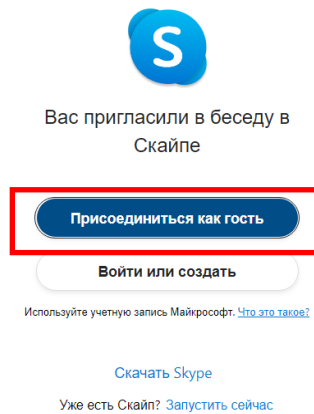 S
Вас пригласили в беседу в
Скайпе
Присоединиться как гость
Войти или создать
Используйте учетную запись Майкрософт. Что это такое?
Скачать Skype
Уже есть Скайп? Запустить сейчас